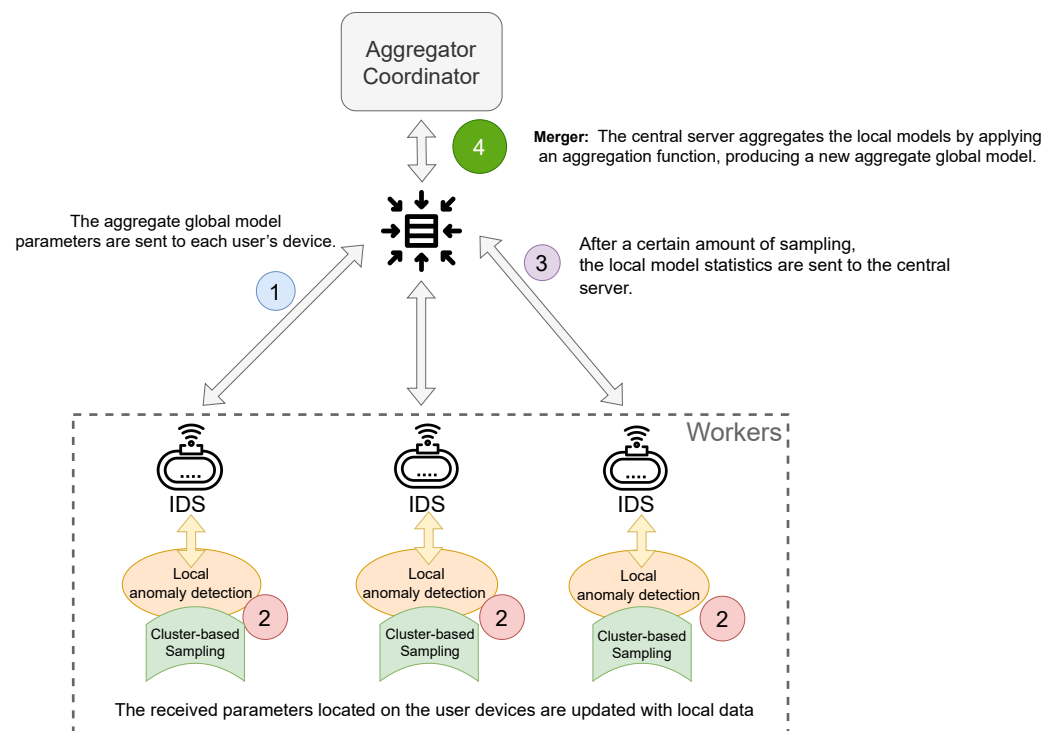 Aggregator
Coordinator
4
Merger: The central server aggregates the local models by applying
an aggregation function, producing a new aggregate global model.
The aggregate global model
parameters are sent to each user's device.
1
3
After a certain amount of sampling,
the local model statistics are sent to the central
server.
Workers
IDS
IDS
IDS
Local
anomaly detection
2
Cluster-based
Sampling
Local
anomaly detection
2
Cluster-based
Sampling
Local
anomaly detection
2
Cluster-based
Sampling
The received parameters located on the user devices are updated with local data